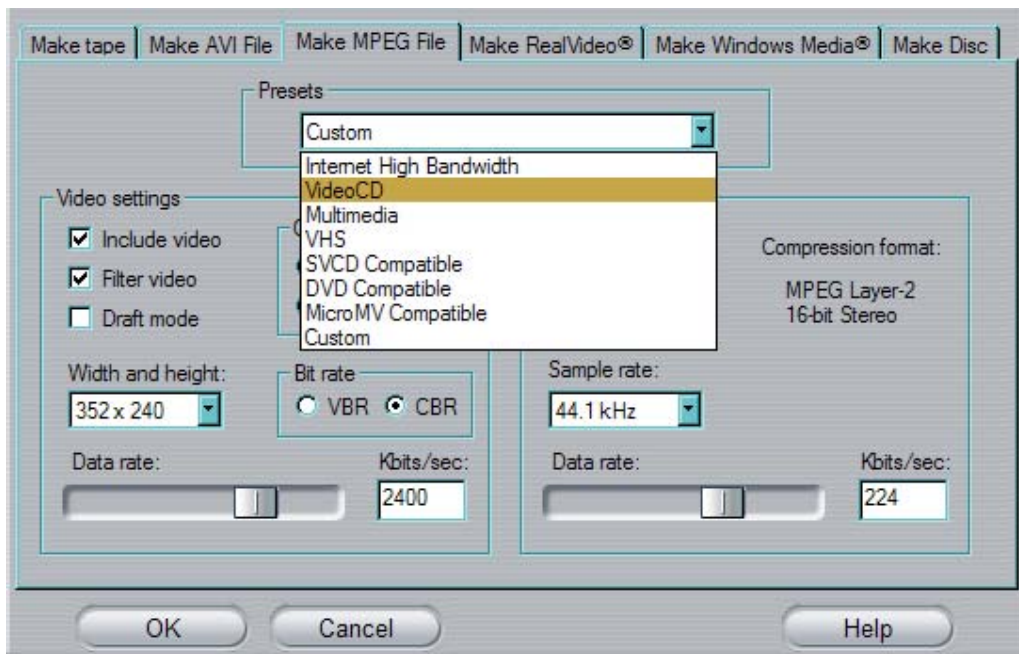 Make tape
Make AVI File
Make MPEG File
Make RealVideo®
Make Windows Media®
Make Disc
Presets
Custom
Internet High Bandwidth
VideoCD
Multimedia
VHS
SVCD Compatible
DVD Compatible
MicroMV Compatible
Custom
Video settings
Include video
Filter video
Draft mode
Width and height:
352 x 240
Bit rate
VBR
CBR
Data rate:
Kbits/sec:
2400
Compression format:
MPEG Layer-2
16-bit Stereo
Sample rate:
44.1 kHz
Data rate:
Kbits/sec:
224
OK
Cancel
Help